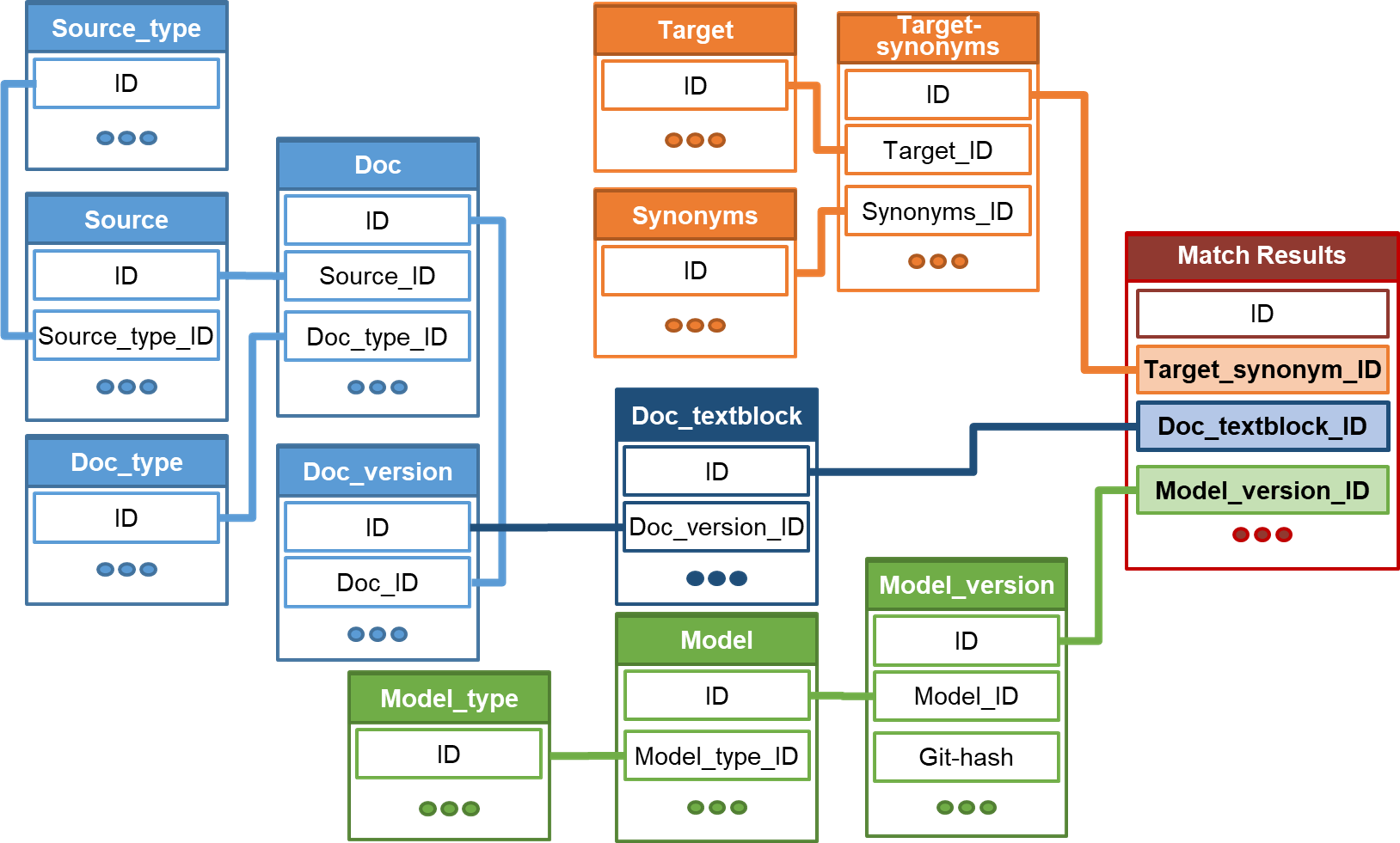 Source_type
ID
Source
ID
Source_type_ID
Doc_type
ID
Doc
ID
Source_ID
Doc_type_ID
Doc_version
ID
Doc_ID
Target
ID
Synonyms
ID
Target-
synonyms
ID
Target_ID
Synonyms_ID
Doc_textblock
ID
Doc_version_ID
Model_type
ID
Model
ID
Model_type_ID
Model_version
ID
Model_ID
Git-hash
Match Results
ID
Target_synonym_ID
Doc_textblock_ID
Model_version_ID